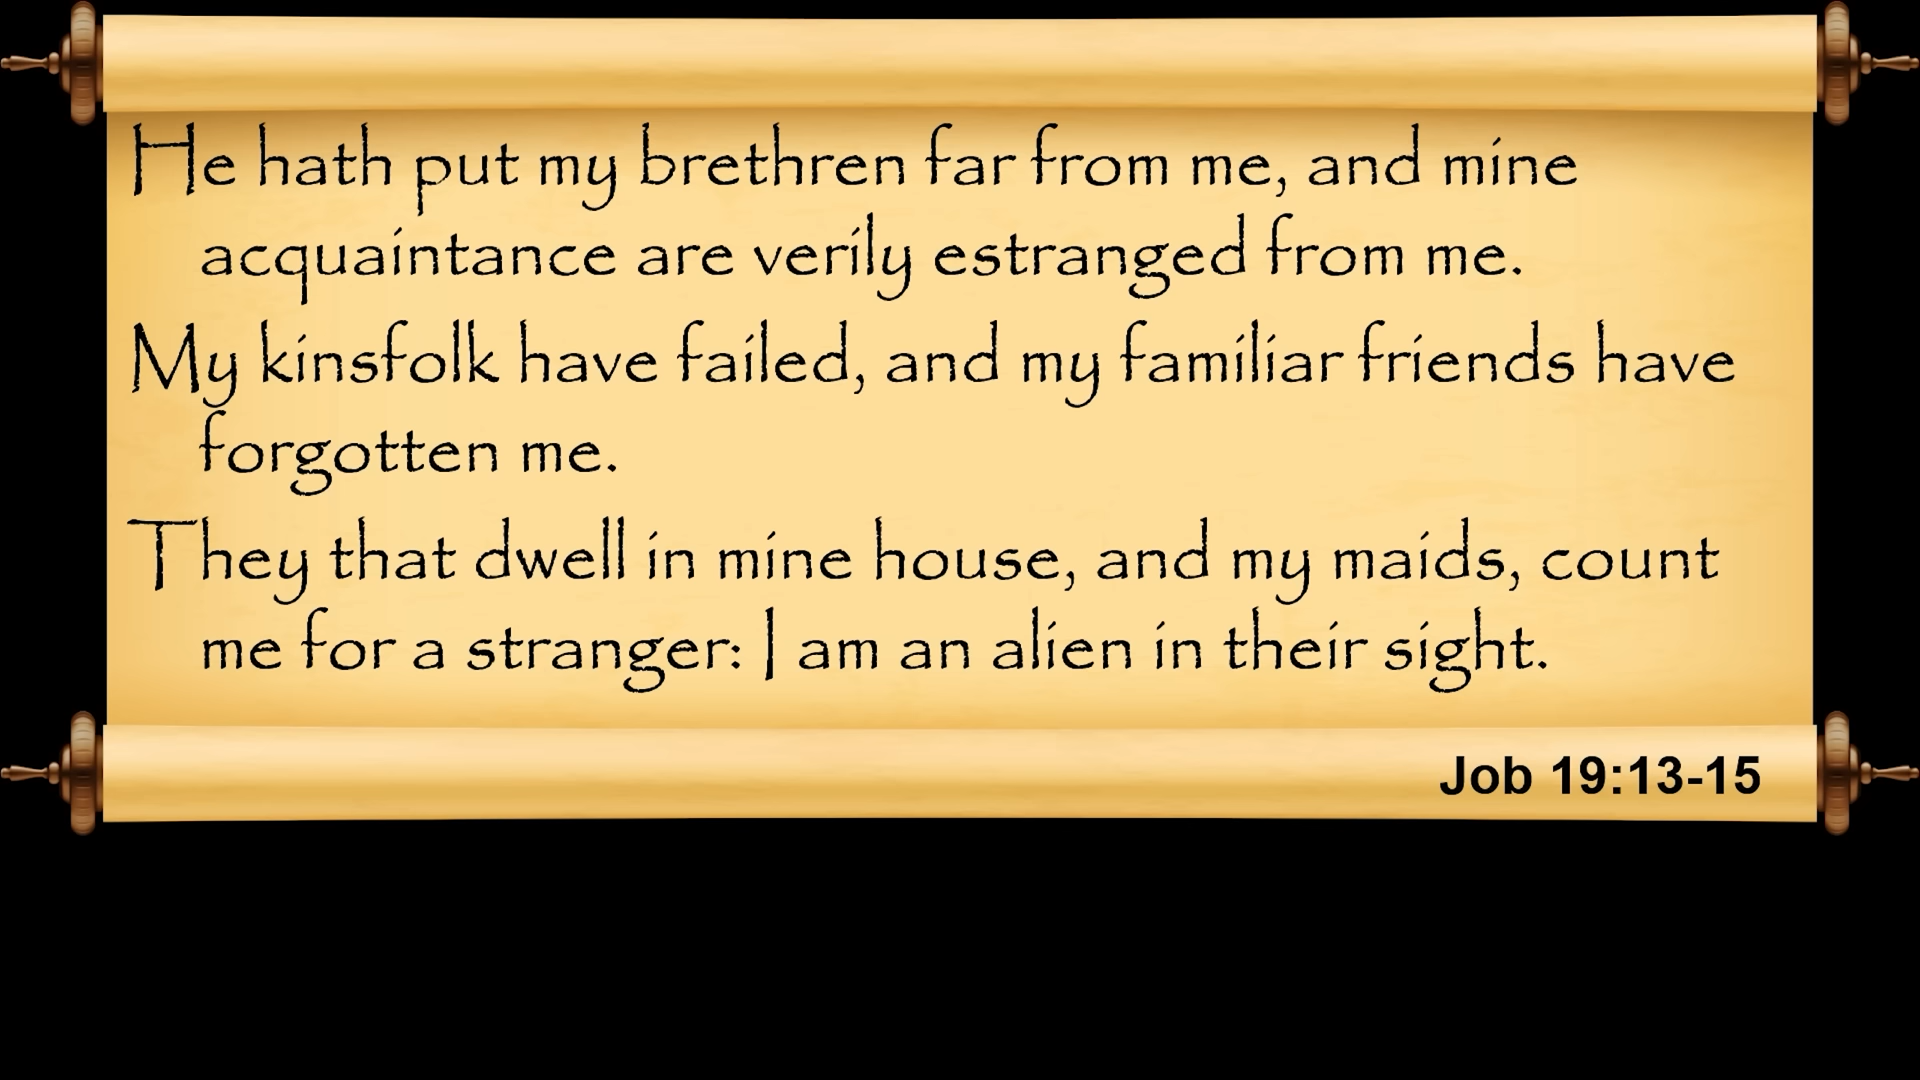 He hath put my brethren far from me, and mine
acquaintance are verily estranged from me.
My kinsfolk have failed, and my familiar friends have
forgotten me.
They that dwell in mine house, and my maids, count
me for a stranger: I am an alien in their sight.
Job 19:13-15